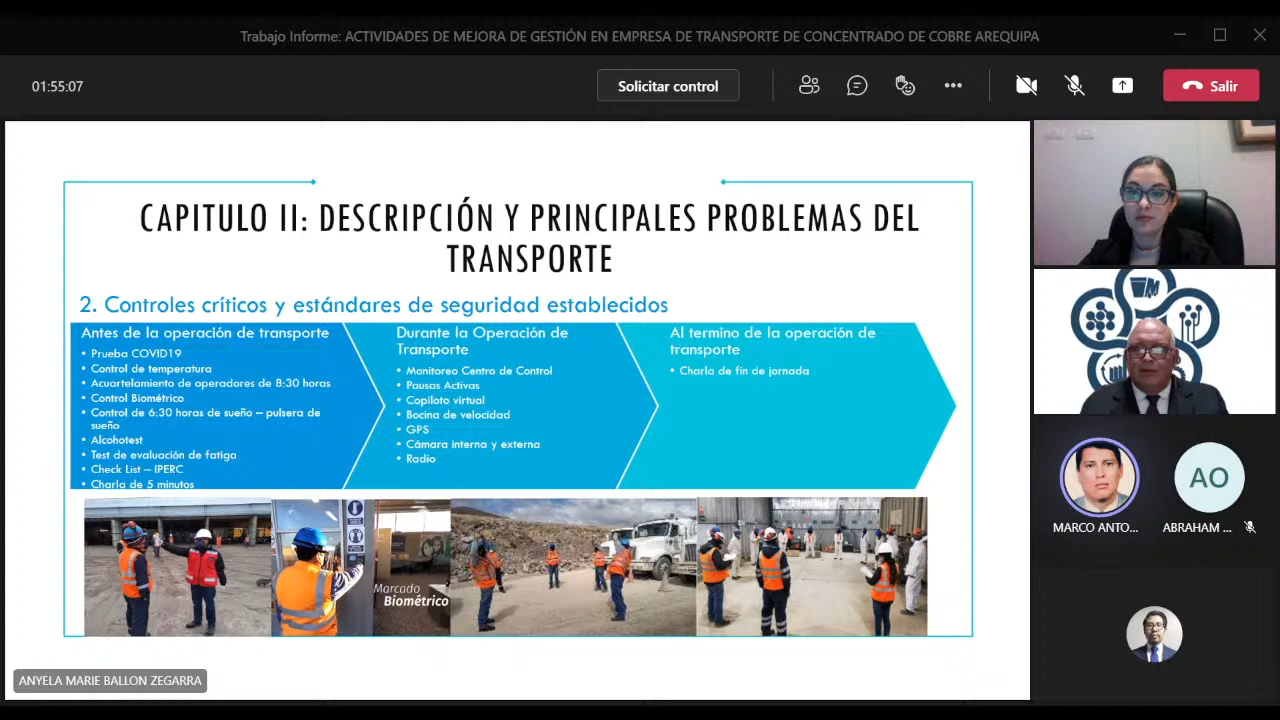 Trabajo Informe: ACTIVIDADES DE MEJORA DE GESTIÓN EN EMPRESA DE TRANSPORTE DE CONCENTRADO DE COBRE AREQUIPA
01:55:07
Solicitar control
Salir
CAPITULO II: DESCRIPCIÓN Y PRINCIPALES PROBLEMAS DEL
TRANSPORTE
2. Controles críticos y estándares de seguridad establecidos
Antes de la operación de transporte
• Prueba COVID19
• Control de temperatura
• Acuartelamiento de operadores de 8:30 horas
• Control Biométrico
• Control de 6:30 horas de sueño – pulsera de
sueño
• Alcohotest
• Test de evaluación de fatiga
• Check List – IPERC
• Charla de 5 minutos
Durante la Operación de
Transporte
• Monitoreo Centro de Control
• Pausas Activas
• Copiloto virtual
• Bocina de velocidad
• GPS
• Cámara interna y externa
• Radio
Al termino de la operación de
transporte
• Charla de fin de jornada
Marcado
Biométrico
ANYELA MARIE BALLON ZEGARRA
AO
MARCO ANTO...
ABRAHAM ...